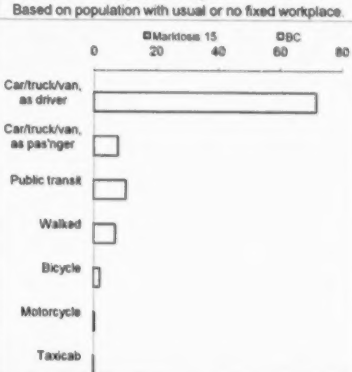 Based on population with usual or no fixed workplace.
Marktosis 15 BC
0 20 40 60 80
Car/truck/van,
as driver
Car/truck/van,
as pas'nger
Public transit
Walked
Bicycle
Motorcycle
Taxicab